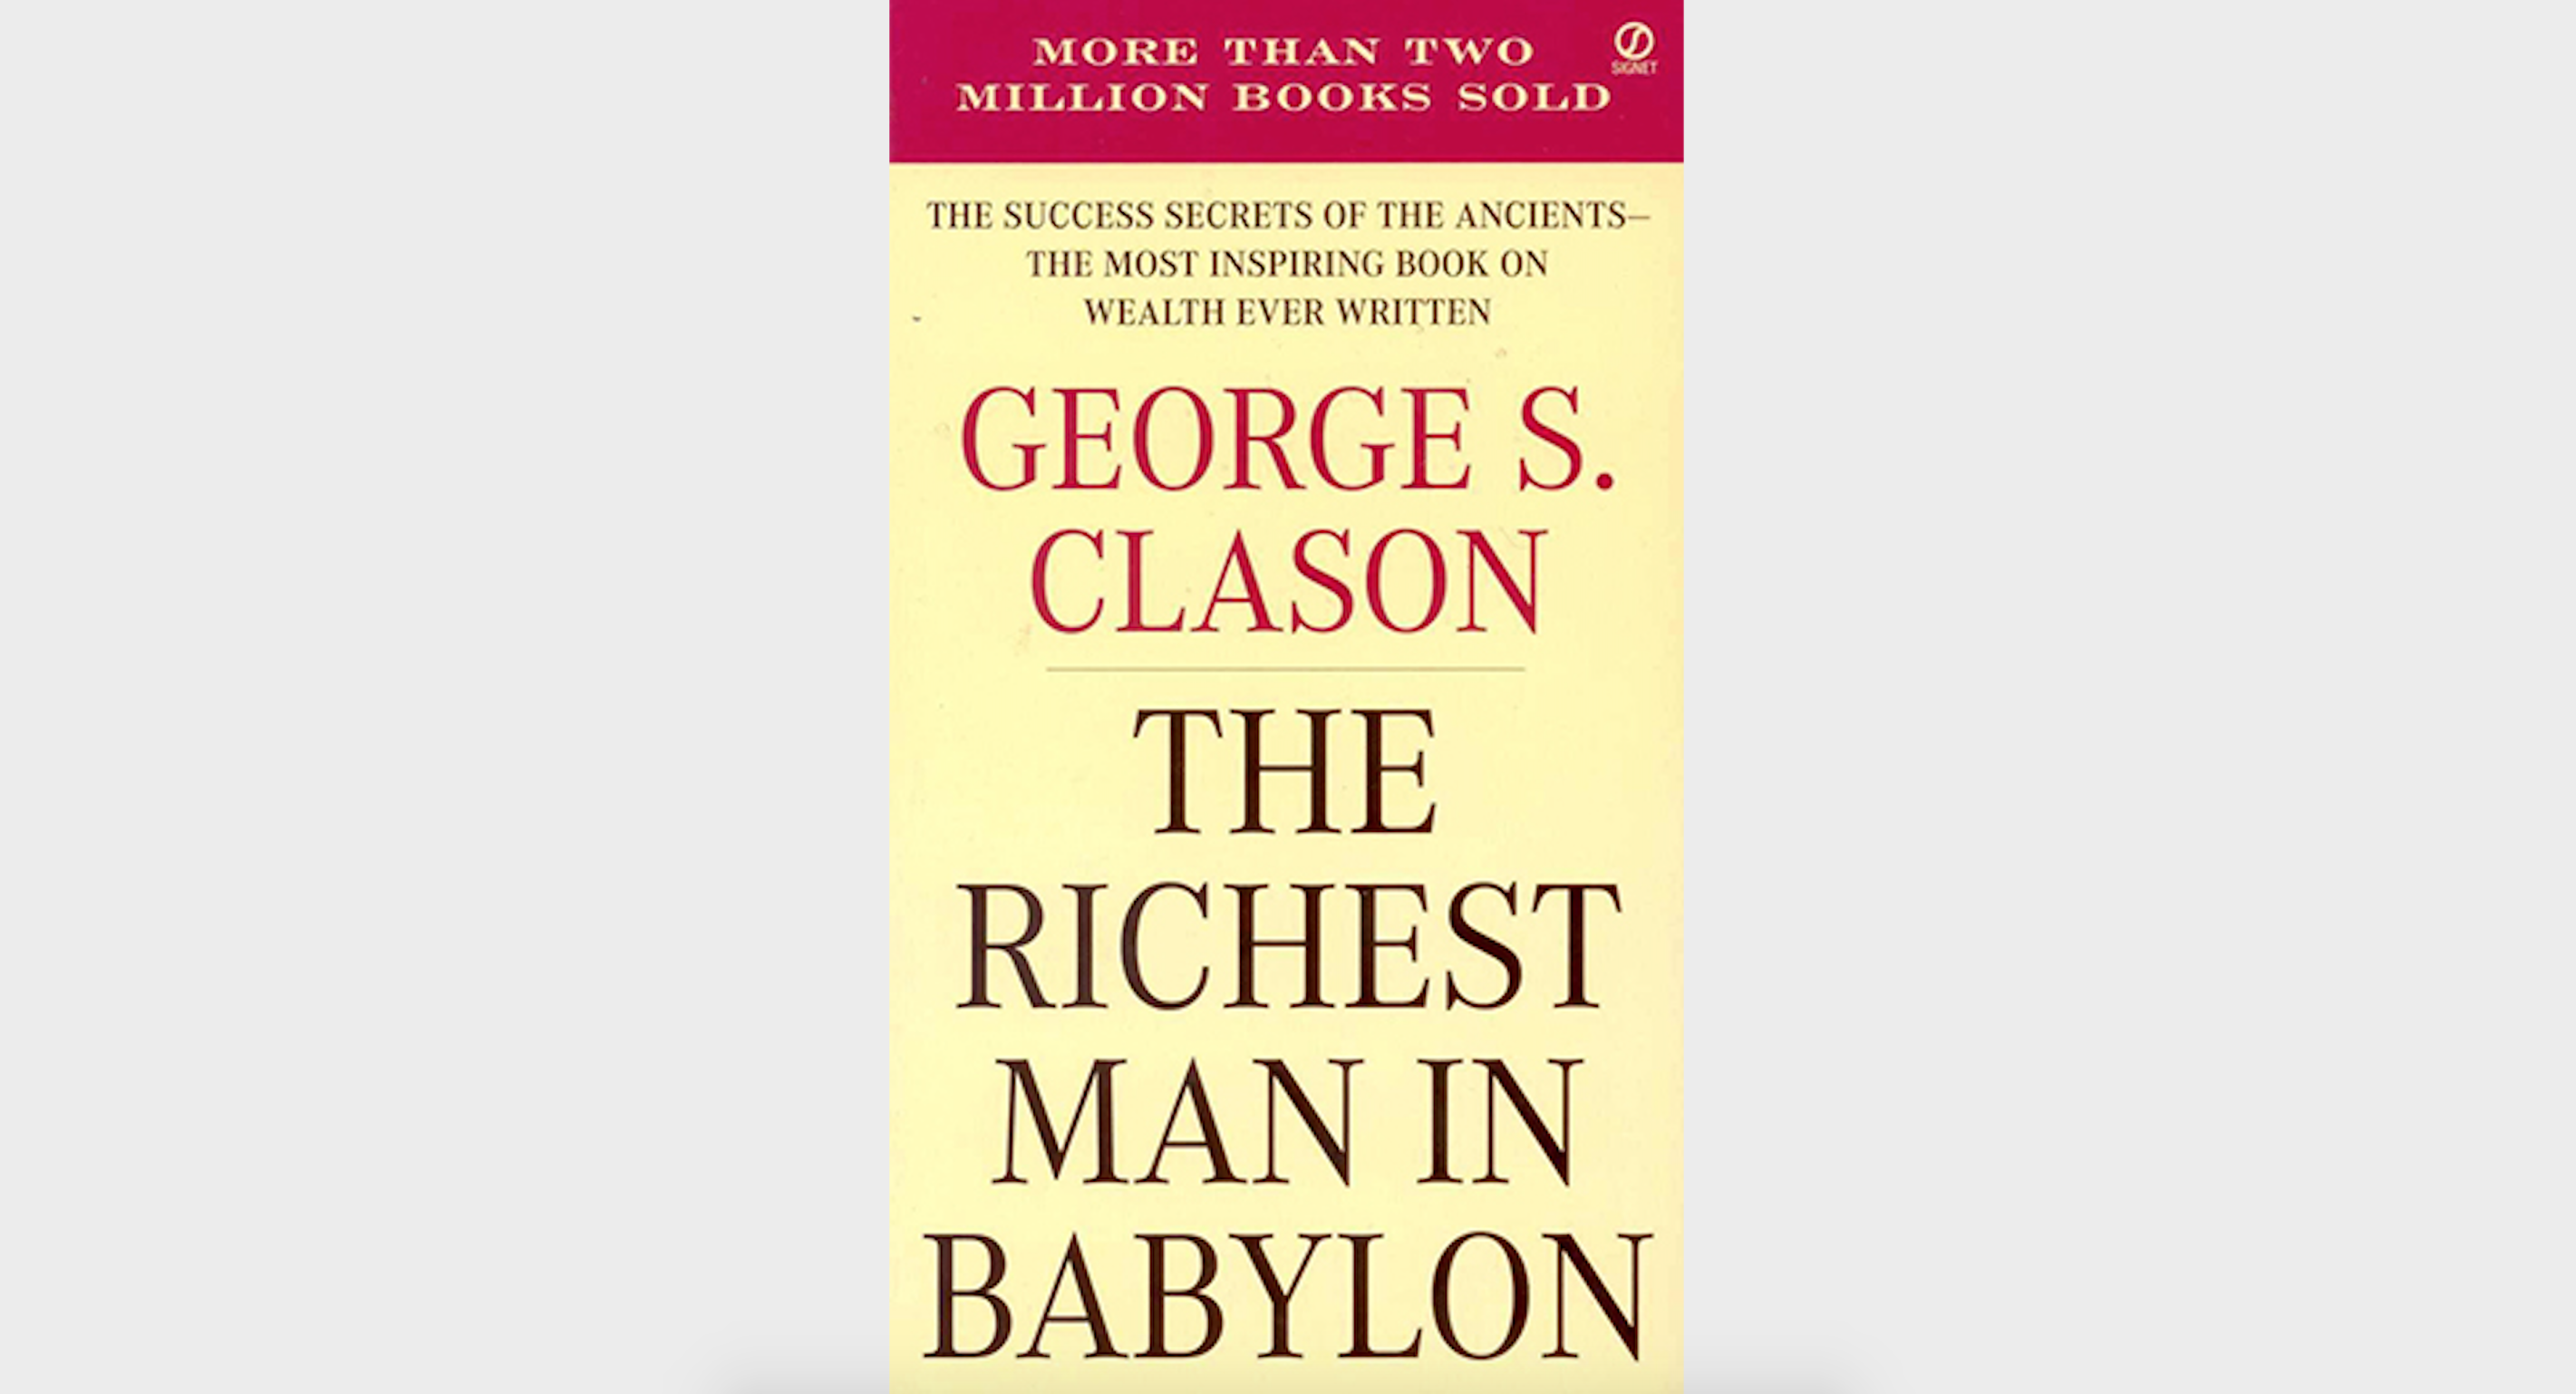 MORE THAN TWO
MILLION BOOKS SOLD
SIGNET
THE SUCCESS SECRETS OF THE ANCIENTS—
THE MOST INSPIRING BOOK ON
WEALTH EVER WRITTEN
GEORGE S.
CLASON
THE
RICHEST
MAN IN
BABYLON